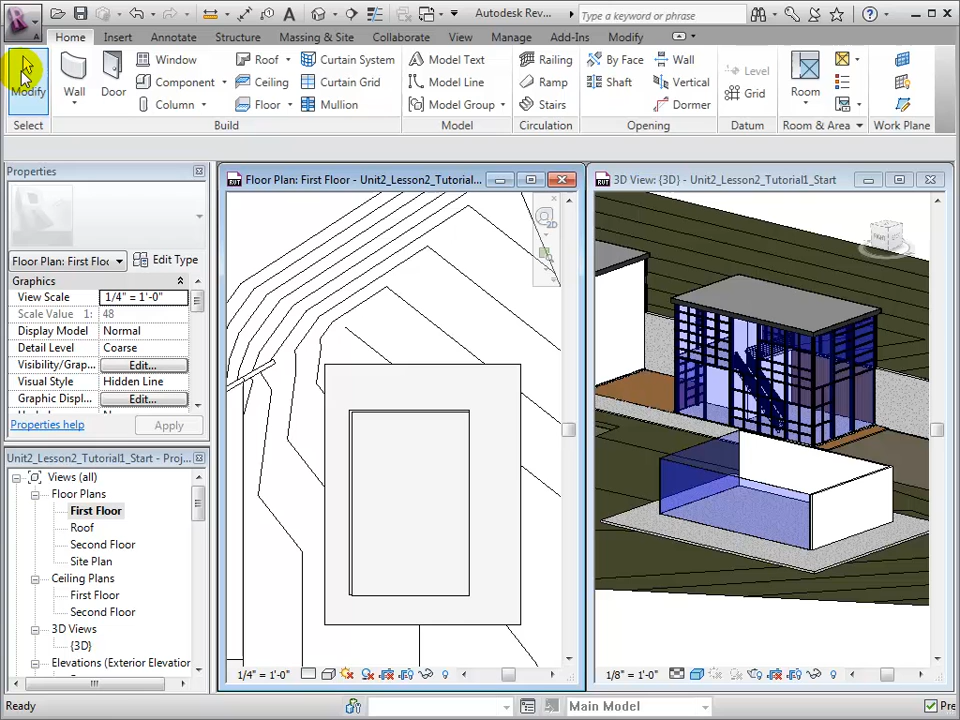 Autodesk Rev...
Type a keyword or phrase
Home Insert Annotate Structure Massing & Site Collaborate View Manage Add-Ins Modify
Modify
Wall
Door
Window
Component
Column
Roof
Ceiling
Floor
Curtain System
Curtain Grid
Mullion
Model Text
Model Line
Model Group
Railing
Ramp
Stairs
By Face
Shaft
Wall
Vertical
Dormer
Level
Grid
Room
Select Build Model Circulation Opening Datum Room & Area Work Plane
Properties
Floor Plan: First Floo
Edit Type
Graphics
View Scale 1/4" = 1'-0"
Scale Value 1: 48
Display Model Normal
Detail Level Coarse
Visibility/Grap... Edit...
Visual Style Hidden Line
Graphic Displ... Edit...
Properties help
Apply
Unit2_Lesson2_Tutorial1_Start - Proj...
Views (all)
Floor Plans
First Floor
Roof
Second Floor
Site Plan
Ceiling Plans
First Floor
Second Floor
3D Views
{3D}
Elevations (Exterior Elevation
Floor Plan: First Floor - Unit2_Lesson2_Tutorial...
2D
1/4" = 1'-0"
3D View: {3D} - Unit2_Lesson2_Tutorial1_Start
1/8" = 1'-0"
Ready
Main Model
Pre